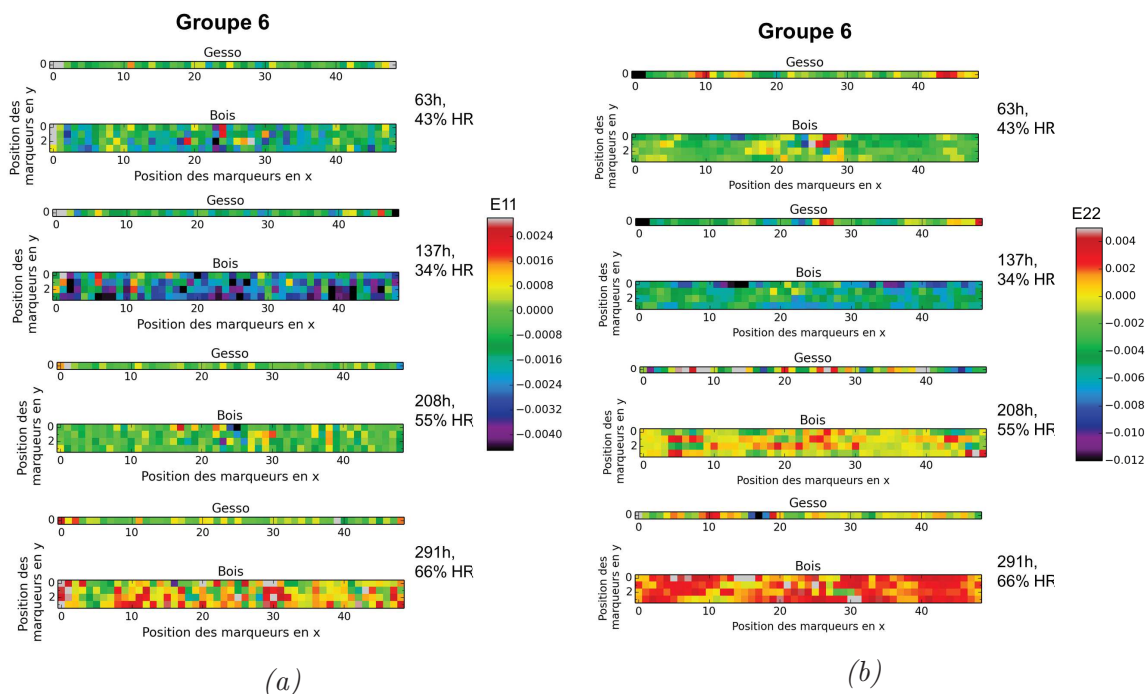 Groupe 6
Gesso
0
0 10 20 30 40
63h,
43% HR
Bois
0
2
0 10 20 30 40
Position des
marqueurs en y
Position des marqueurs en x
Gesso
0
0 10 20 30 40
137h,
34% HR
Bois
0
2
0 10 20 30 40
Position des
marqueurs en y
Position des marqueurs en x
Gesso
0
0 10 20 30 40
208h,
55% HR
Bois
0
2
0 10 20 30 40
Position des
marqueurs en y
Position des marqueurs en x
Gesso
0
0 10 20 30 40
291h,
66% HR
Bois
0
2
0 10 20 30 40
Position des
marqueurs en y
Position des marqueurs en x
E11
0.0024
0.0016
0.0008
0.0000
−0.0008
−0.0016
−0.0024
−0.0032
−0.0040
(a)
Groupe 6
Gesso
0
0 10 20 30 40
63h,
43% HR
Bois
0
2
0 10 20 30 40
Position des
marqueurs en y
Position des marqueurs en x
Gesso
0
0 10 20 30 40
137h,
34% HR
Bois
0
2
0 10 20 30 40
Position des
marqueurs en y
Position des marqueurs en x
Gesso
0
0 10 20 30 40
208h,
55% HR
Bois
0
2
0 10 20 30 40
Position des
marqueurs en y
Position des marqueurs en x
Gesso
0
0 10 20 30 40
291h,
66% HR
Bois
0
2
0 10 20 30 40
Position des
marqueurs en y
Position des marqueurs en x
E22
0.004
0.002
0.000
−0.002
−0.004
−0.006
−0.008
−0.010
−0.012
(b)